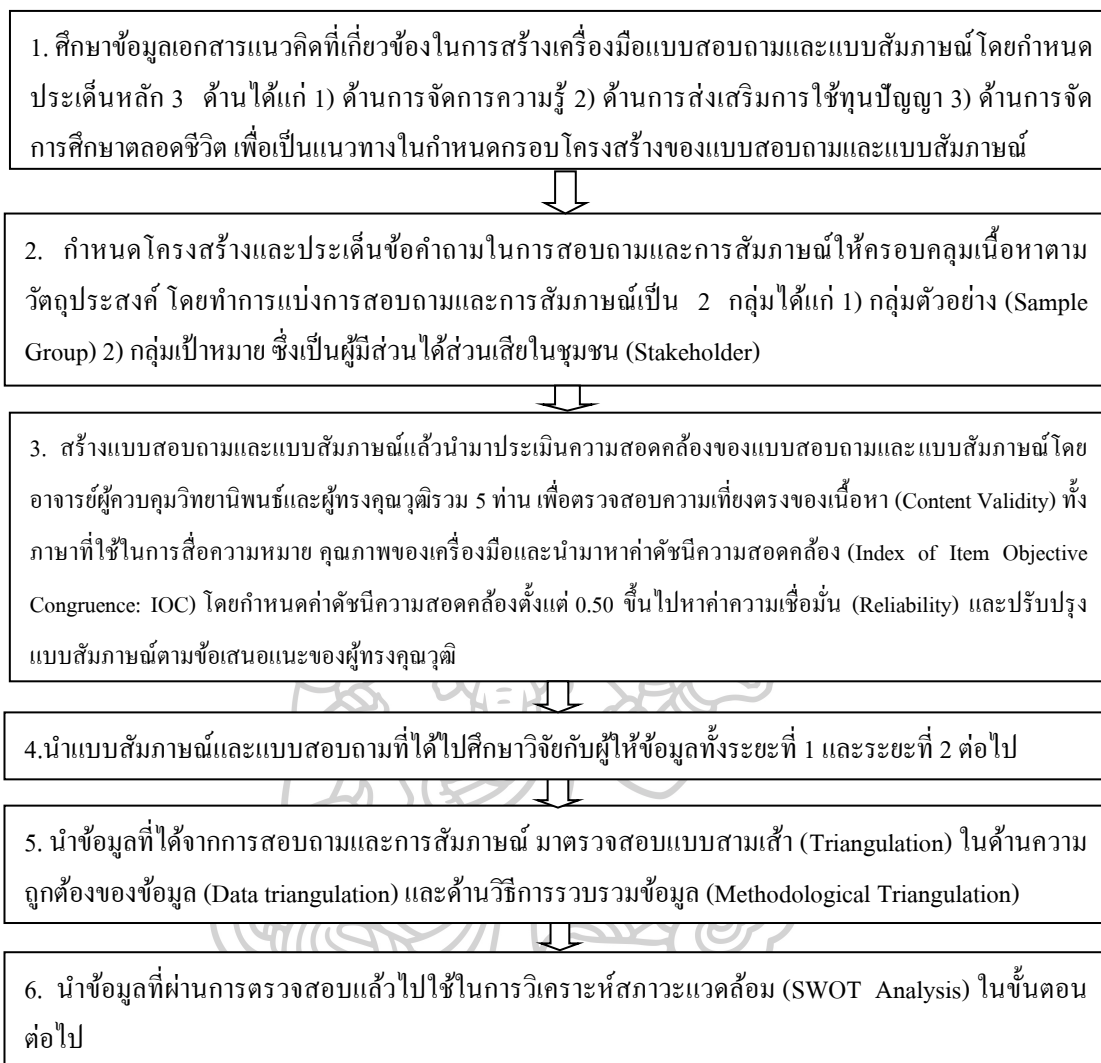 1. ศึกษาข้อมูลเอกสารแนวคิดที่เกี่ยวข้องในการสร้างเครื่องมือแบบสอบถามและแบบสัมภาษณ์โดยกำหนด
ประเด็นหลัก 3 ด้านได้แก่ 1) ด้านการจัดการความรู้ 2) ด้านการส่งเสริมการใช้ทุนปัญญา 3) ด้านการจัด
การศึกษาตลอดชีวิต เพื่อเป็นแนวทางในกำหนดกรอบโครงสร้างของแบบสอบถามและแบบสัมภาษณ์
2. กำหนดโครงสร้างและประเด็นข้อคำถามในการสอบถามและการสัมภาษณ์ให้ครอบคลุมเนื้อหาตาม
วัตถุประสงค์ โดยทำการแบ่งการสอบถามและการสัมภาษณ์เป็น 2 กลุ่มได้แก่ 1) กลุ่มตัวอย่าง (Sample
Group) 2) กลุ่มเป้าหมาย ซึ่งเป็นผู้มีส่วนได้ส่วนเสียในชุมชน (Stakeholder)
3. สร้างแบบสอบถามและแบบสัมภาษณ์แล้วนำมาประเมินความสอดคล้องของแบบสอบถามและ แบบสัมภาษณ์โดย
อาจารย์ผู้ควบคุมวิทยานิพนธ์และผู้ทรงคุณวุฒิรวม 5 ท่าน เพื่อตรวจสอบความเที่ยงตรงของเนื้อหา (Content Validity) ทั้ง
ภาษาที่ใช้ในการสื่อความหมาย คุณภาพของเครื่องมือและนำมาหาค่าดัชนีความสอดคล้อง (Index of Item Objective
Congruence: IOC) โดยกำหนดค่าดัชนีความสอดคล้องตั้งแต่ 0.50 ขึ้นไปหาค่าความเชื่อมั่น (Reliability) และปรับปรุง
แบบสัมภาษณ์ตามข้อเสนอแนะของผู้ทรงคุณวุฒิ
4.นำแบบสัมภาษณ์และแบบสอบถามที่ได้ไปศึกษาวิจัยกับผู้ให้ข้อมูลทั้งระยะที่ 1 และระยะที่ 2 ต่อไป
5. นำข้อมูลที่ได้จากการสอบถามและการสัมภาษณ์ มาตรวจสอบแบบสามเส้า (Triangulation) ในด้านความ
ถูกต้องของข้อมูล (Data triangulation) และด้านวิธีการรวบรวมข้อมูล (Methodological Triangulation)
6. นำข้อมูลที่ผ่านการตรวจสอบแล้วไปใช้ในการวิเคราะห์สภาวะแวดล้อม (SWOT Analysis) ในขั้นตอน
ต่อไป